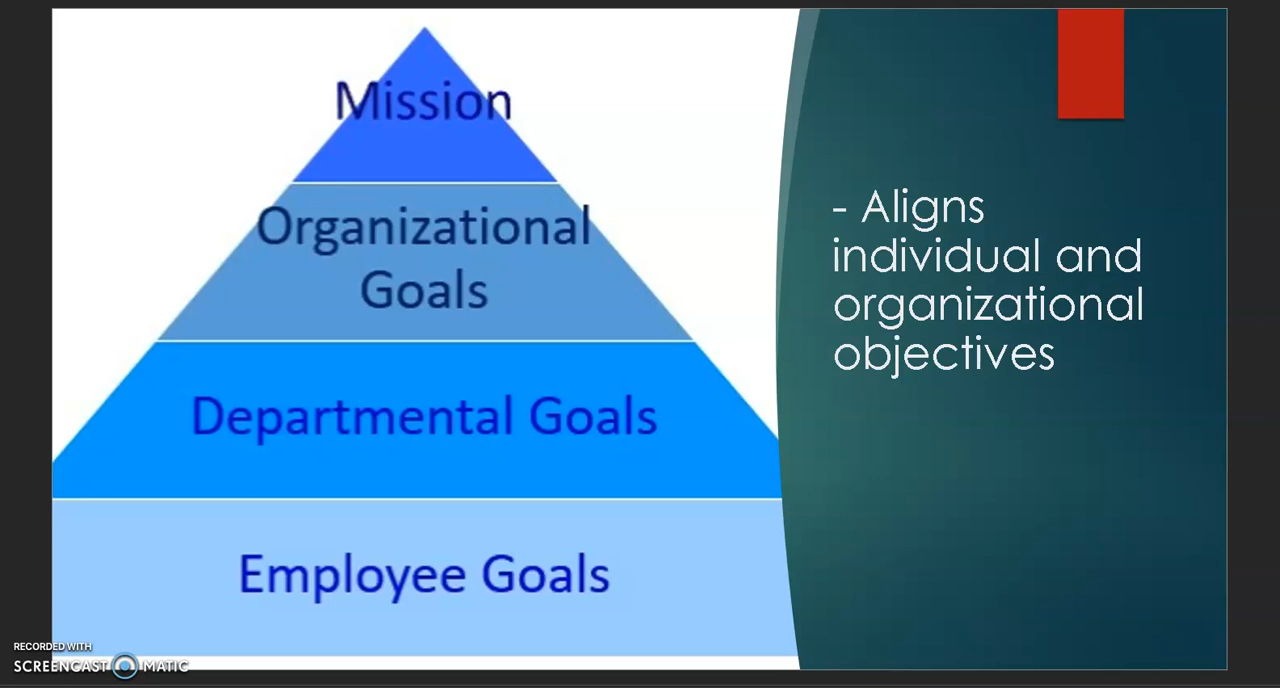 Mission
Organizational
Goals
Departmental Goals
Employee Goals
- Aligns
individual and
organizational
objectives
RECORDED WITH
SCREENCAST MATIC